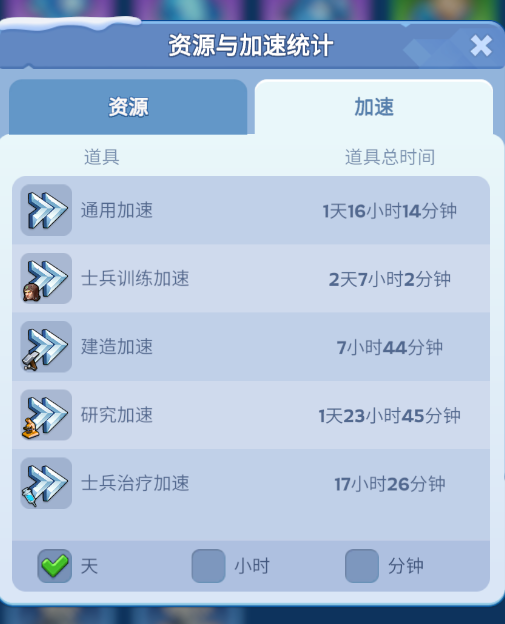 资源与加速统计
资源 加速
道具 道具总时间
通用加速 1天16小时14分钟
士兵训练加速 2天7小时2分钟
建造加速 7小时44分钟
研究加速 1天23小时45分钟
士兵治疗加速 17小时26分钟
天 小时 分钟